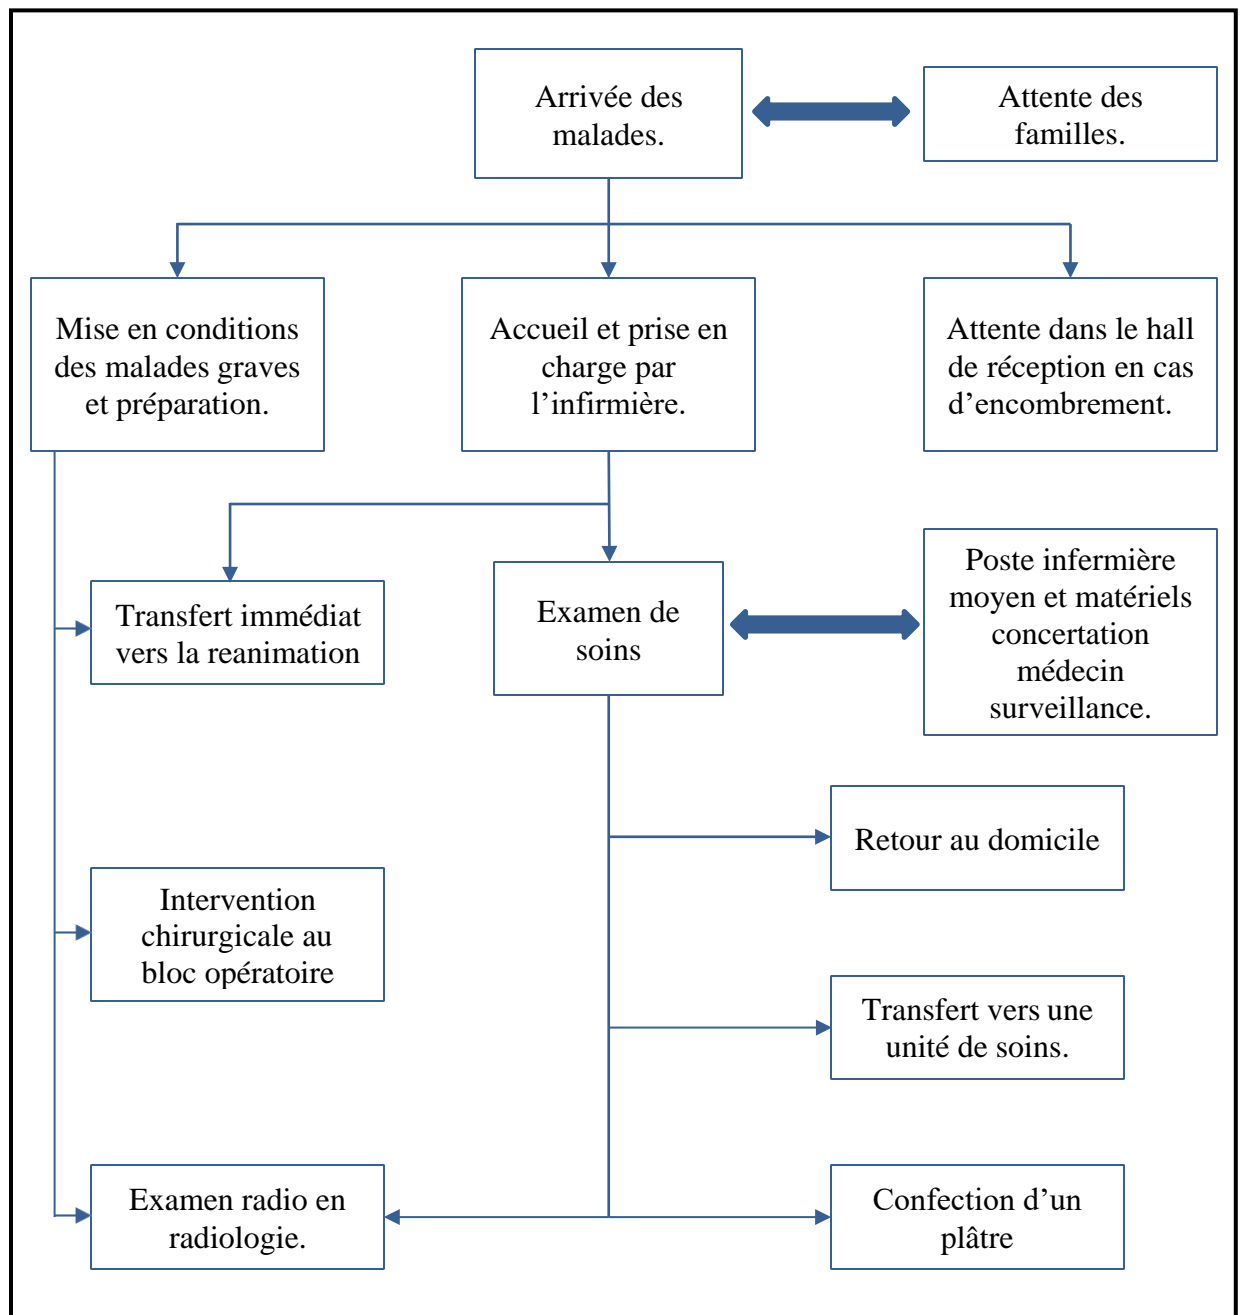 Arrivée des
malades.
Attente des
familles.
Mise en conditions
des malades graves
et préparation.
Accueil et prise en
charge par
l’infirmière.
Attente dans le hall
de réception en cas
d’encombrement.
Transfert immédiat
vers la reanimation
Examen de
soins
Poste infermière
moyen et matériels
concertation
médecin
surveillance.
Retour au domicile
Intervention
chirurgicale au
bloc opératoire
Transfert vers une
unité de soins.
Examen radio en
radiologie.
Confection d’un
plâtre